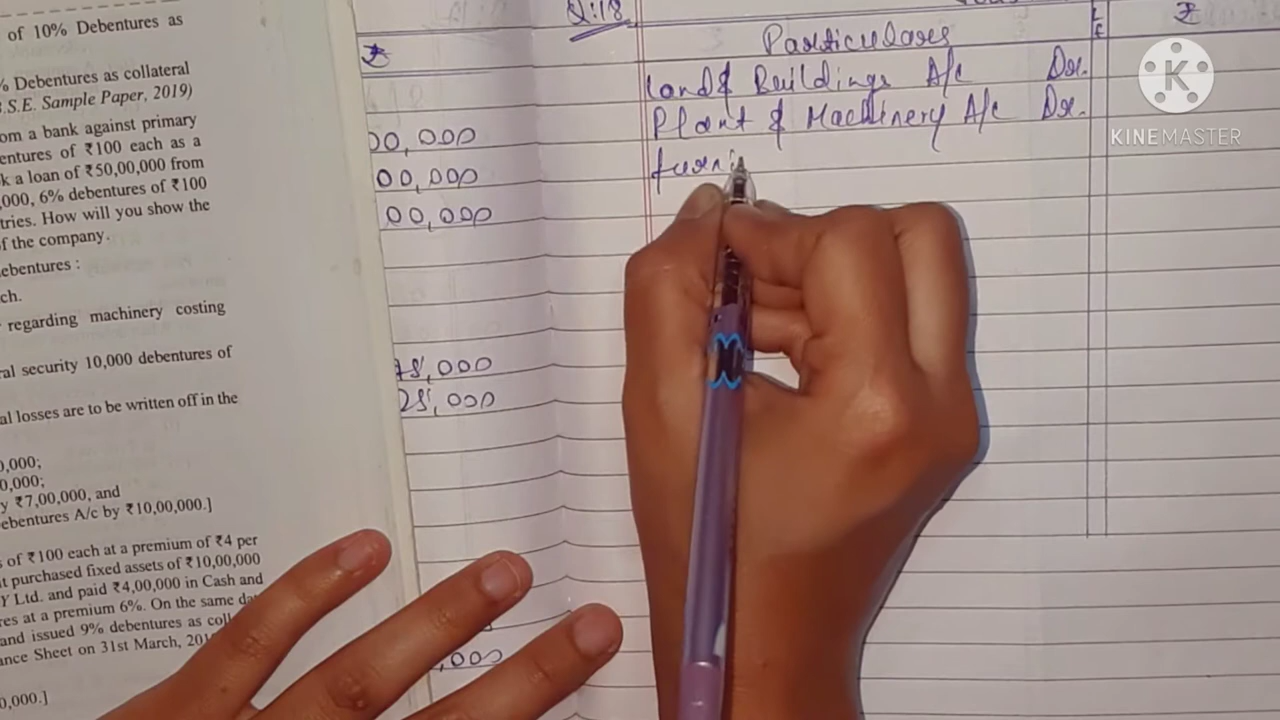 of 10% Debentures as
% Debentures as collateral
.S.E. Sample Paper, 2019)
om a bank against primary
entures of ₹100 each as a
k a loan of ₹50,00,000 from
,000, 6% debentures of ₹100
tries. How will you show the
f the company.
ebentures :
ch.
regarding machinery costing
ral security 10,000 debentures of
al losses are to be written off in the
0,000;
0,000;
y ₹7,00,000, and
ebentures A/c by ₹10,00,000.]
s of ₹100 each at a premium of ₹4 per
t purchased fixed assets of ₹10,00,000
Y Ltd. and paid ₹4,00,000 in Cash and
res at a premium 6%. On the same da
and issued 9% debentures as coll
ance Sheet on 31st March, 201
0,000.]
₹
00,000
00,000
00,000
75,000
25,000
,000
Q:18
Particulars
Land & Buildings A/c Dr.
Plant & Machinery A/c Dr.
furni
L
F
₹
K
KINEMASTER